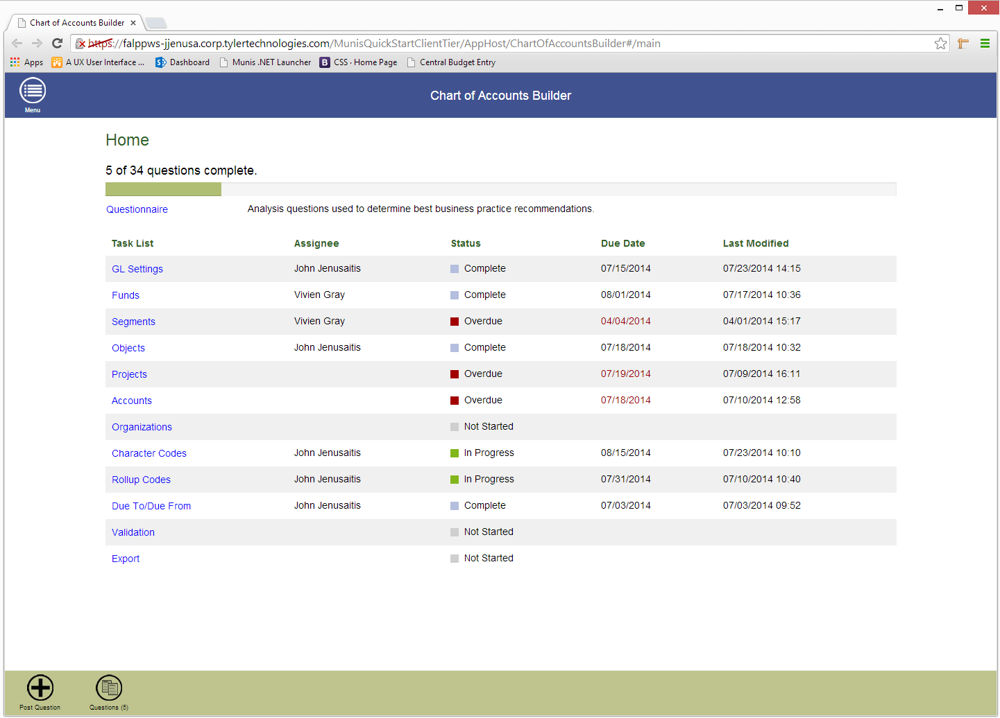 Chart of Accounts Builder
https://falppws-jjenusa.corp.tylertechnologies.com/MunisQuickStartClientTier/AppHost/ChartOfAccountsBuilder#/main
Apps A UX User Interface ... Dashboard Munis .NET Launcher CSS · Home Page Central Budget Entry
Menu
Chart of Accounts Builder
Home
5 of 34 questions complete.
Questionnaire Analysis questions used to determine best business practice recommendations.
Task List Assignee Status Due Date Last Modified
GL Settings John Jenusaitis Complete 07/15/2014 07/23/2014 14:15
Funds Vivien Gray Complete 08/01/2014 07/17/2014 10:36
Segments Vivien Gray Overdue 04/04/2014 04/01/2014 15:17
Objects John Jenusaitis Complete 07/18/2014 07/18/2014 10:32
Projects Overdue 07/19/2014 07/09/2014 16:11
Accounts Overdue 07/18/2014 07/10/2014 12:58
Organizations Not Started
Character Codes John Jenusaitis In Progress 08/15/2014 07/23/2014 10:10
Rollup Codes John Jenusaitis In Progress 07/31/2014 07/10/2014 10:40
Due To/Due From John Jenusaitis Complete 07/03/2014 07/03/2014 09:52
Validation Not Started
Export Not Started
Post Question Questions (5)